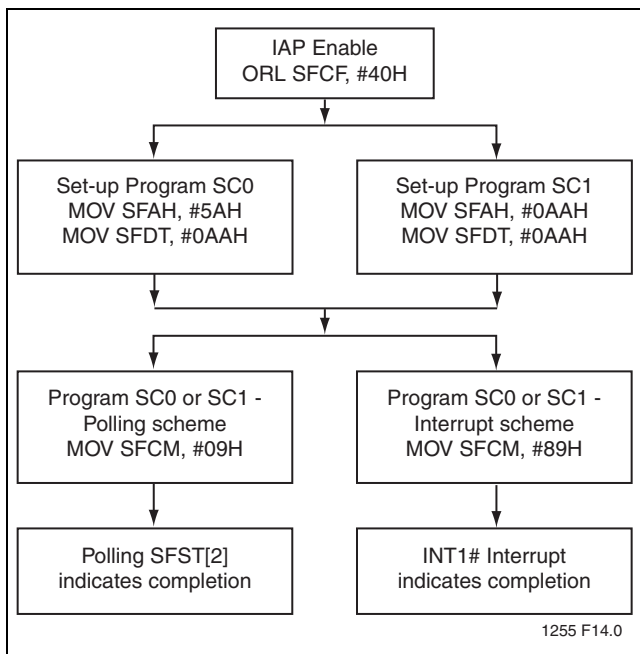 IAP Enable
ORL SFCF, #40H
Set-up Program SC0
MOV SFAH, #5AH
MOV SFDT, #0AAH
Set-up Program SC1
MOV SFAH, #0AAH
MOV SFDT, #0AAH
Program SC0 or SC1 -
Polling scheme
MOV SFCM, #09H
Program SC0 or SC1 -
Interrupt scheme
MOV SFCM, #89H
Polling SFST[2]
indicates completion
INT1# Interrupt
indicates completion
1255 F14.0